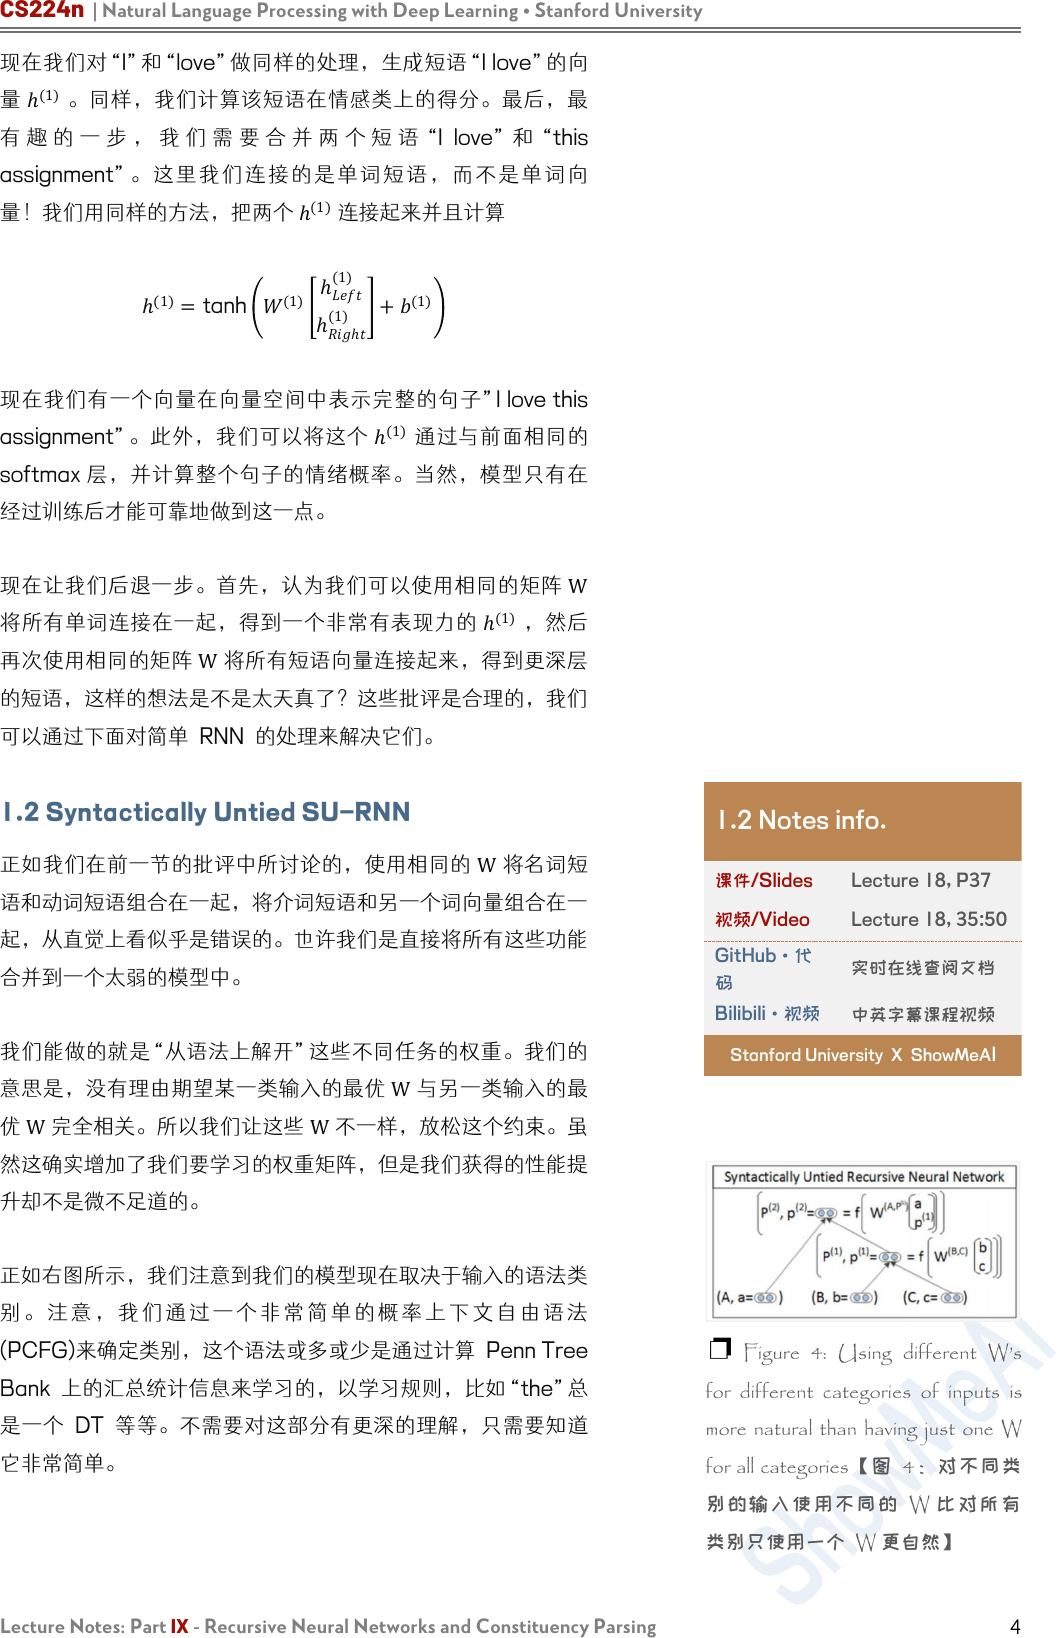 CS224n | Natural Language Processing with Deep Learning • Stanford University
现在我们对 “I” 和 “love” 做同样的处理，生成短语 “I love” 的向
量 h⁽¹⁾ 。同样，我们计算该短语在情感类上的得分。最后，最
有趣的一步，我们需要合并两个短语 “I love” 和 “this
assignment” 。这里我们连接的是单词短语，而不是单词向
量！我们用同样的方法，把两个 h⁽¹⁾ 连接起来并且计算
h⁽¹⁾ = tanh (W⁽¹⁾ [h_Left⁽¹⁾ h_Right⁽¹⁾] + b⁽¹⁾)
现在我们有一个向量在向量空间中表示完整的句子” I love this
assignment” 。此外，我们可以将这个 h⁽¹⁾ 通过与前面相同的
softmax 层，并计算整个句子的情绪概率。当然，模型只有在
经过训练后才能可靠地做到这一点。
现在让我们后退一步。首先，认为我们可以使用相同的矩阵 W
将所有单词连接在一起，得到一个非常有表现力的 h⁽¹⁾ ，然后
再次使用相同的矩阵 W 将所有短语向量连接起来，得到更深层
的短语，这样的想法是不是太天真了？这些批评是合理的，我们
可以通过下面对简单 RNN 的处理来解决它们。
1.2 Syntactically Untied SU-RNN
正如我们在前一节的批评中所讨论的，使用相同的 W 将名词短
语和动词短语组合在一起，将介词短语和另一个词向量组合在一
起，从直觉上看似乎是错误的。也许我们是直接将所有这些功能
合并到一个太弱的模型中。
我们能做的就是 “从语法上解开” 这些不同任务的权重。我们的
意思是，没有理由期望某一类输入的最优 W 与另一类输入的最
优 W 完全相关。所以我们让这些 W 不一样，放松这个约束。虽
然这确实增加了我们要学习的权重矩阵，但是我们获得的性能提
升却不是微不足道的。
正如右图所示，我们注意到我们的模型现在取决于输入的语法类
别。注意，我们通过一个非常简单的概率上下文自由语法
(PCFG)来确定类别，这个语法或多或少是通过计算 Penn Tree
Bank 上的汇总统计信息来学习的，以学习规则，比如 “the” 总
是一个 DT 等等。不需要对这部分有更深的理解，只需要知道
它非常简单。
1.2 Notes info.
课件/Slides Lecture 18, P37
视频/Video Lecture 18, 35:50
GitHub · 代
码 实时在线查阅文档
Bilibili · 视频 中英字幕课程视频
Stanford University X ShowMeAI
Syntactically Untied Recursive Neural Network
P⁽²⁾, p⁽²⁾= = f W⁽ᴬ,ᴾ⁽¹⁾⁾ a p⁽¹⁾
P⁽¹⁾, p⁽¹⁾= = f W⁽ᴮ,ꟲ⁾ b c
(A, a= ) (B, b= ) (C, c= )
❐ Figure 4: Using different W’s
for different categories of inputs is
more natural than having just one W
for all categories【图 4：对不同类
别的输入使用不同的 W 比对所有
类别只使用一个 W 更自然】
ShowMeAI
Lecture Notes: Part IX - Recursive Neural Networks and Constituency Parsing 4